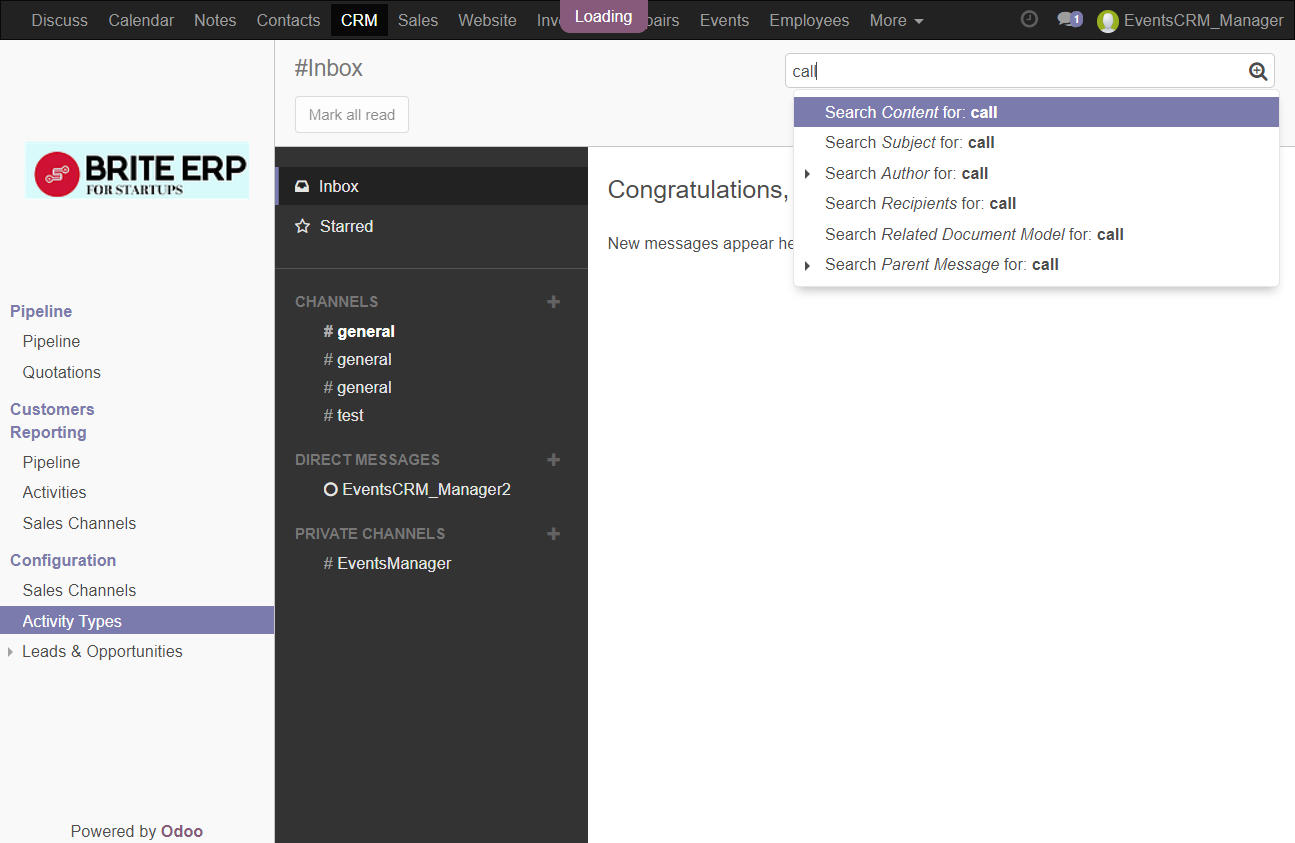 Discuss Calendar Notes Contacts CRM Sales Website Inv Loading pairs Events Employees More 1 EventsCRM_Manager
#Inbox
call
Mark all read
Search Content for: call
Search Subject for: call
Search Author for: call
Search Recipients for: call
Search Related Document Model for: call
Search Parent Message for: call
BRITE ERP
FOR STARTUPS
Pipeline
Pipeline
Quotations
Customers
Reporting
Pipeline
Activities
Sales Channels
Configuration
Sales Channels
Activity Types
Leads & Opportunities
Powered by Odoo
Inbox
Starred
CHANNELS
# general
# general
# general
# test
DIRECT MESSAGES
EventsCRM_Manager2
PRIVATE CHANNELS
# EventsManager
Congratulations,
New messages appear he